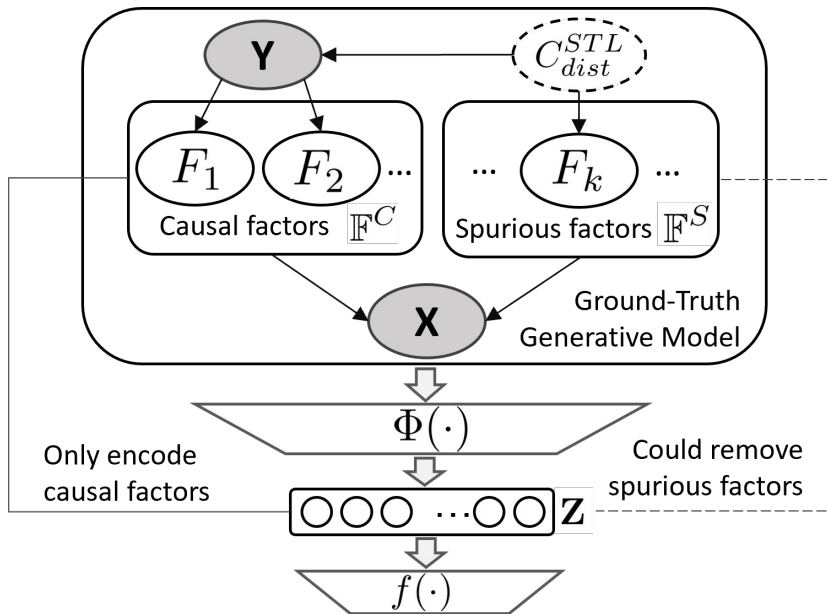 Y
C_{dist}^{STL}
F_1
F_2
...
...
F_k
...
Causal factors 𝔽^C
Spurious factors 𝔽^S
X
Ground-Truth
Generative Model
Φ(·)
Only encode
causal factors
Could remove
spurious factors
... Z
f(·)